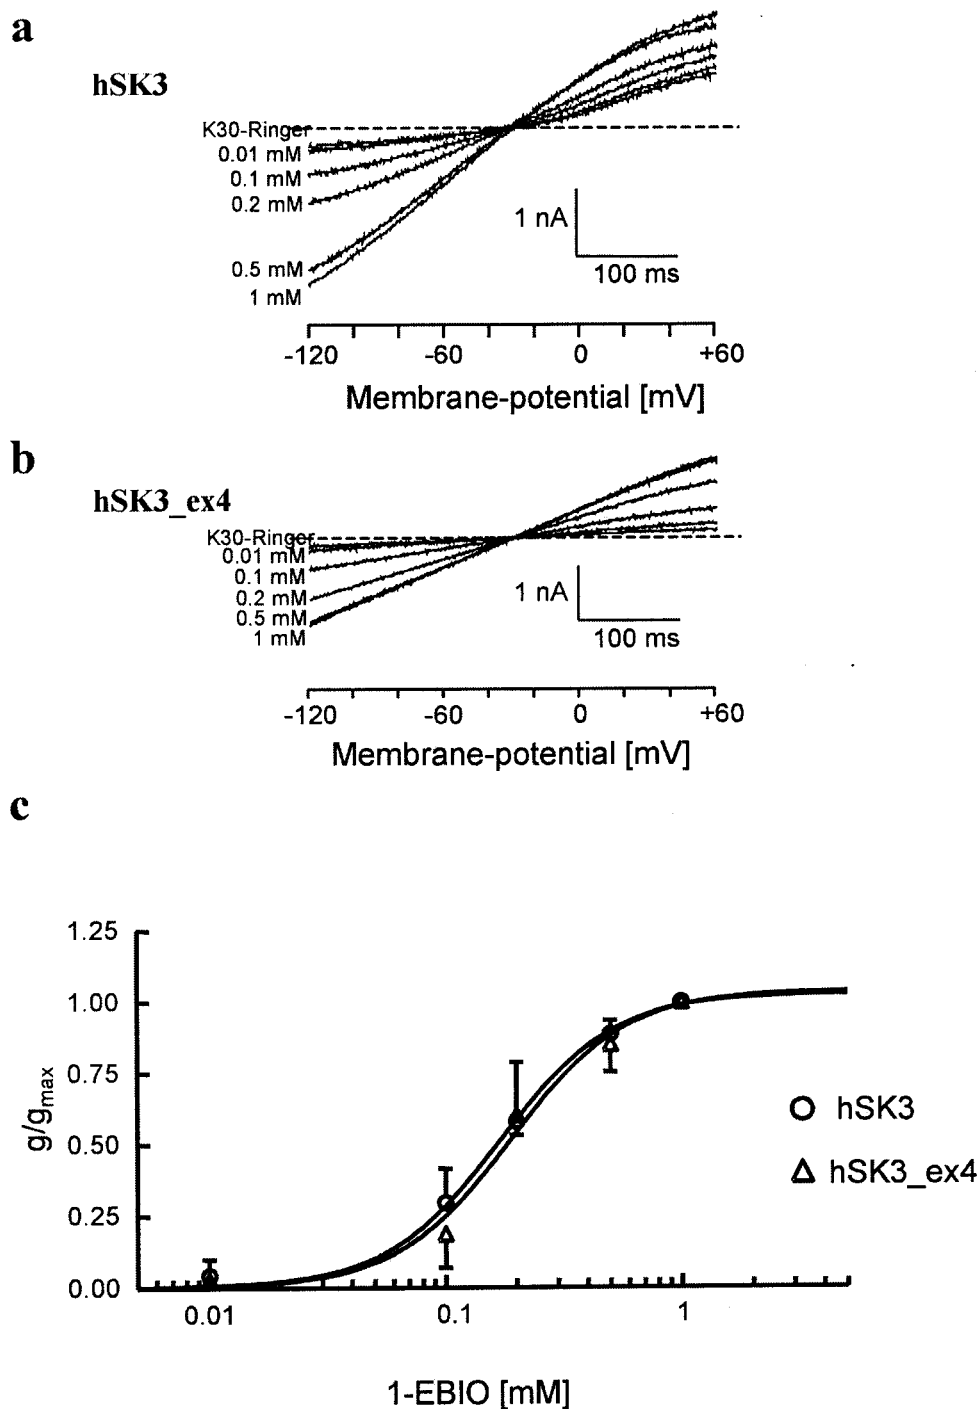 a
hSK3
K30-Ringer
0.01 mM
0.1 mM
0.2 mM
0.5 mM
1 mM
1 nA
100 ms
-120 -60 0 +60
Membrane-potential [mV]
b
hSK3_ex4
K30-Ringer
0.01 mM
0.1 mM
0.2 mM
0.5 mM
1 mM
1 nA
100 ms
-120 -60 0 +60
Membrane-potential [mV]
c
1.25
1.00
0.75
0.50
0.25
0.00
g/gmax
hSK3
hSK3_ex4
0.01 0.1 1
1-EBIO [mM]